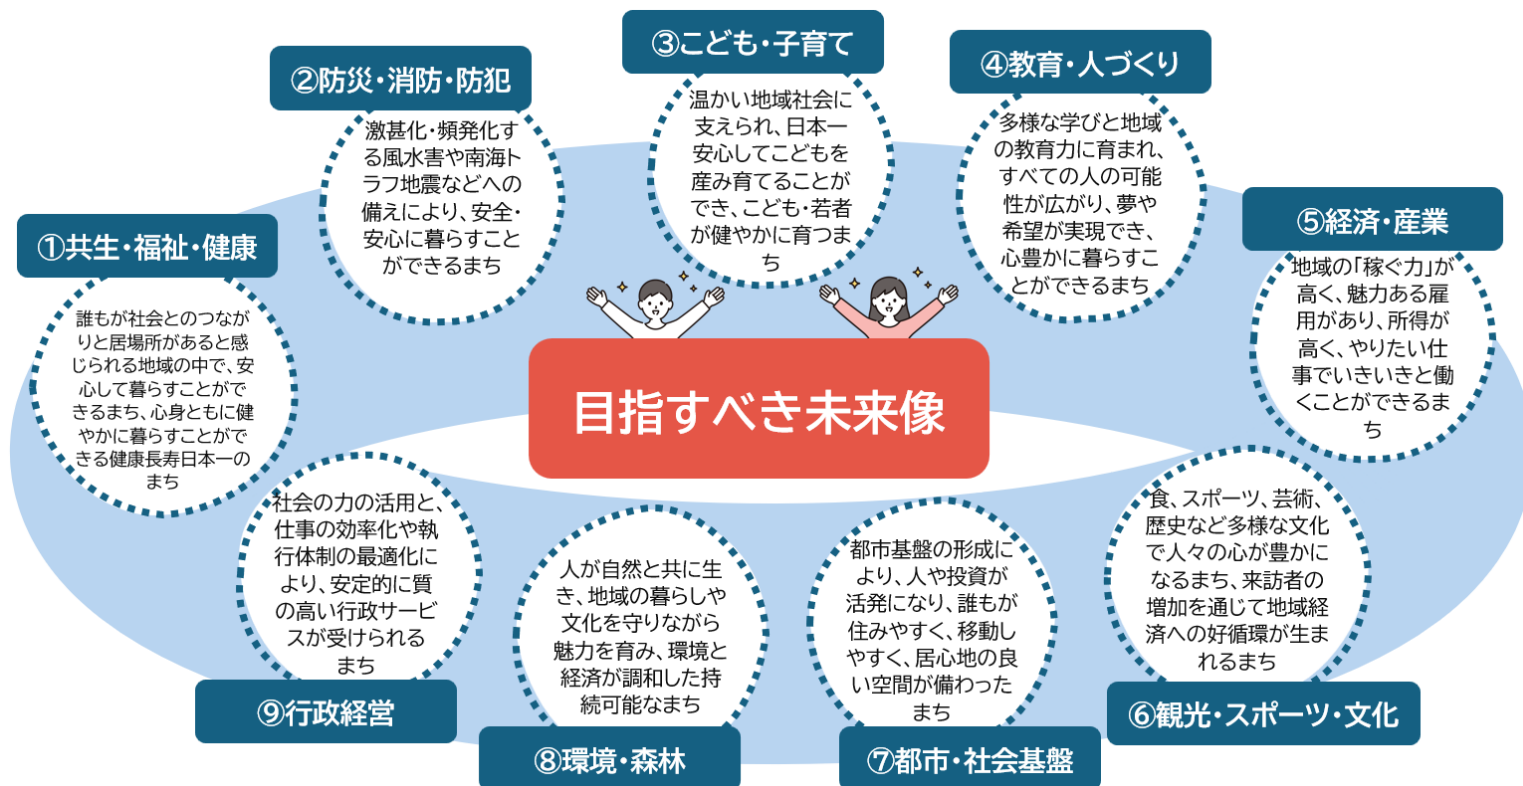 ①共生・福祉・健康
誰もが社会とのつなが
りと居場所があると感
じられる地域の中で、安
心して暮らすことがで
きるまち、心身ともに健
やかに暮らすことがで
きる健康長寿日本一の
まち
②防災・消防・防犯
激甚化・頻発化す
る風水害や南海ト
ラフ地震などへの
備えにより、安全・
安心に暮らすこと
ができるまち
③こども・子育て
温かい地域社会に
支えられ、日本一
安心してこどもを
産み育てることが
でき、こども・若者
が健やかに育つま
ち
④教育・人づくり
多様な学びと地域
の教育力に育まれ、
すべての人の可能
性が広がり、夢や
希望が実現でき、
心豊かに暮らすこ
とができるまち
⑤経済・産業
地域の「稼ぐ力」が
高く、魅力ある雇
用があり、所得が
高く、やりたい仕
事でいきいきと働
くことができるま
ち
目指すべき未来像
食、スポーツ、芸術、
歴史など多様な文化
で人々の心が豊かに
なるまち、来訪者の
増加を通じて地域経
済への好循環が生ま
れるまち
⑥観光・スポーツ・文化
都市基盤の形成に
より、人や投資が
活発になり、誰もが
住みやすく、移動し
やすく、居心地の良
い空間が備わった
まち
⑦都市・社会基盤
人が自然と共に生
き、地域の暮らしや
文化を守りながら
魅力を育み、環境と
経済が調和した持
続可能なまち
⑧環境・森林
社会の力の活用と、
仕事の効率化や執
行体制の最適化に
より、安定的に質
の高い行政サービ
スが受けられる
まち
⑨行政経営